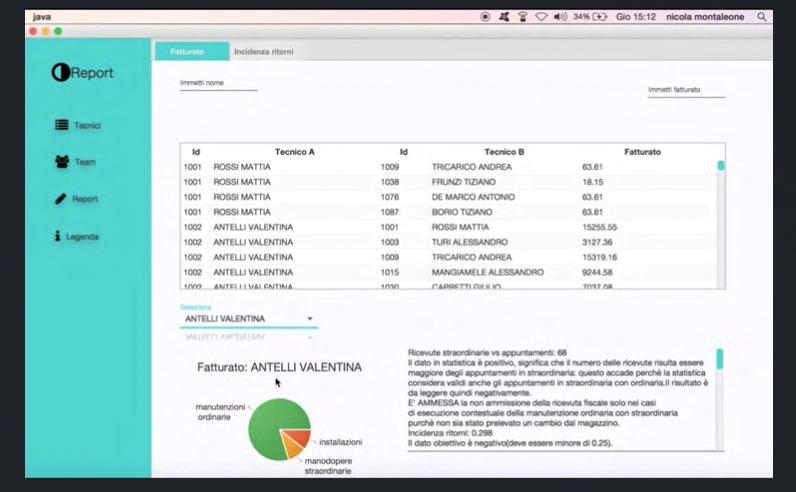 java
34%
Gio 15:12
nicola montaleone
Report
Fatturato
Incidenza ritorni
Immetti nome
Immetti fatturato
Tecnici
Team
Report
Legenda
Id Tecnico A Id Tecnico B Fatturato
1001 ROSSI MATTIA 1009 TRICARICO ANDREA 63.61
1001 ROSSI MATTIA 1038 FRUNZI TIZIANO 18.15
1001 ROSSI MATTIA 1076 DE MARCO ANTONIO 63.61
1001 ROSSI MATTIA 1087 BORIO TIZIANO 63.61
1002 ANTELLI VALENTINA 1001 ROSSI MATTIA 15255.55
1002 ANTELLI VALENTINA 1003 TURI ALESSANDRO 3127.36
1002 ANTELLI VALENTINA 1009 TRICARICO ANDREA 15319.16
1002 ANTELLI VALENTINA 1015 MANGIAMELE ALESSANDRO 9244.58
1002 ANTELLI VALENTINA 1030 CAPRETTI GIULIO 7037.08
Seleziona
ANTELLI VALENTINA
Fatturato: ANTELLI VALENTINA
manutenzioni
ordinarie
installazioni
manodopere
straordinarie
Ricevute straordinarie vs appuntamenti: 68
Il dato in statistica è positivo, significa che il numero delle ricevute risulta essere
maggiore degli appuntamenti in straordinaria: questo accade perchè la statistica
considera validi anche gli appuntamenti in straordinaria con ordinaria.Il risultato è
da leggere quindi negativamente.
E' AMMESSA la non ammissione della ricevuta fiscale solo nei casi
di esecuzione contestuale della manutenzione ordinaria con straordinaria
purchè non sia stato prelevato un cambio dal magazzino.
Incidenza ritorni: 0.298
Il dato obiettivo è negativo(deve essere minore di 0.25).